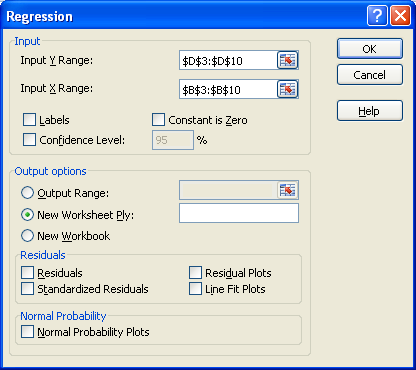 Regression
Input
Input Y Range:
$D$3:$D$10
OK
Cancel
Input X Range:
$B$3:$B$10
Help
Labels
Constant is Zero
Confidence Level:
95
%
Output options
Output Range:
New Worksheet Ply:
New Workbook
Residuals
Residuals
Residual Plots
Standardized Residuals
Line Fit Plots
Normal Probability
Normal Probability Plots